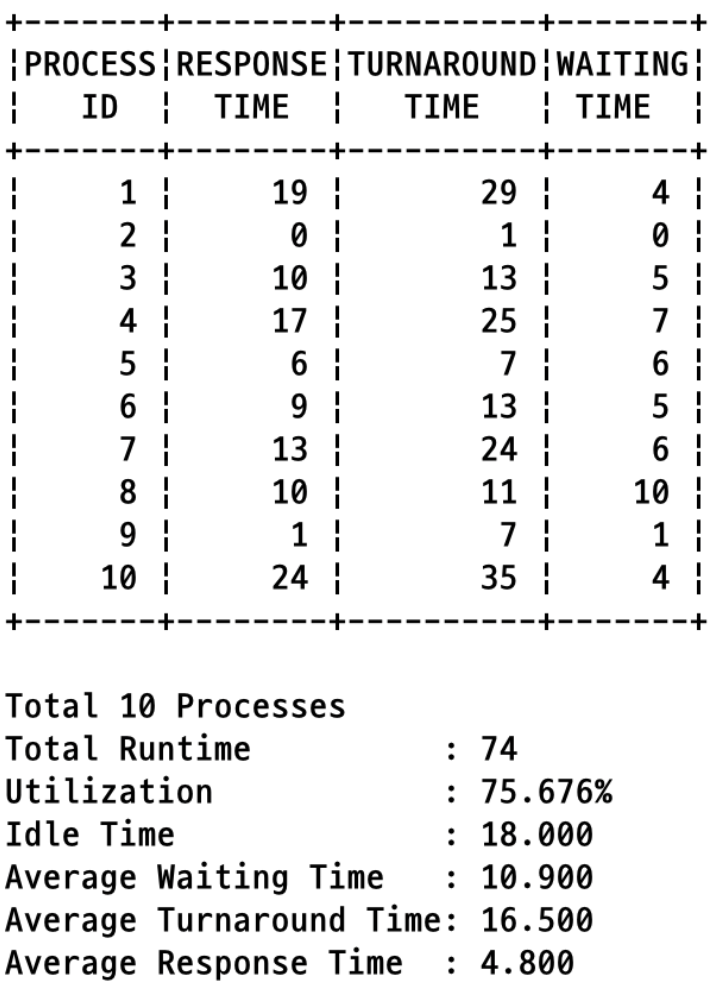 +-------+--------+----------+-------+
¦PROCESS¦RESPONSE¦TURNAROUND¦WAITING¦
¦   ID  ¦  TIME  ¦   TIME   ¦ TIME  ¦
+-------+--------+----------+-------+
¦     1 ¦     19 ¦       29 ¦     4 ¦
¦     2 ¦      0 ¦        1 ¦     0 ¦
¦     3 ¦     10 ¦       13 ¦     5 ¦
¦     4 ¦     17 ¦       25 ¦     7 ¦
¦     5 ¦      6 ¦        7 ¦     6 ¦
¦     6 ¦      9 ¦       13 ¦     5 ¦
¦     7 ¦     13 ¦       24 ¦     6 ¦
¦     8 ¦     10 ¦       11 ¦    10 ¦
¦     9 ¦      1 ¦        7 ¦     1 ¦
¦    10 ¦     24 ¦       35 ¦     4 ¦
+-------+--------+----------+-------+
Total 10 Processes
Total Runtime          : 74
Utilization            : 75.676%
Idle Time              : 18.000
Average Waiting Time   : 10.900
Average Turnaround Time: 16.500
Average Response Time  : 4.800